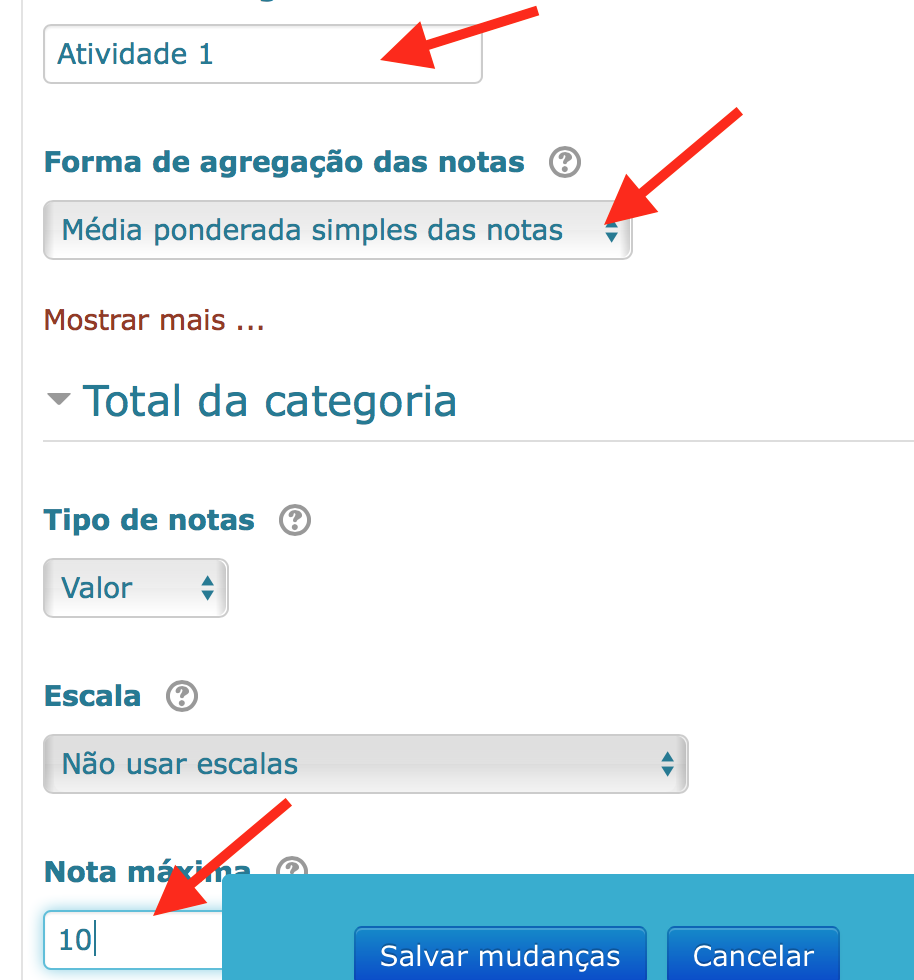 Atividade 1
Forma de agregação das notas ?
Média ponderada simples das notas
Mostrar mais ...
Total da categoria
Tipo de notas ?
Valor
Escala ?
Não usar escalas
Nota máxima ?
10
Salvar mudanças Cancelar